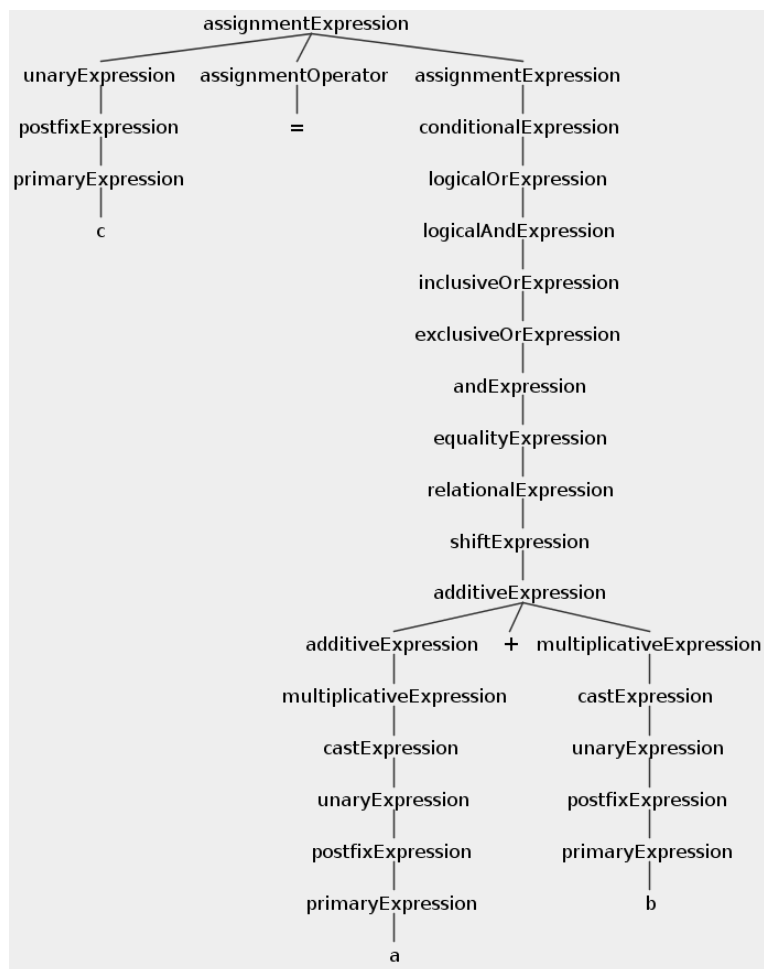 assignmentExpression
unaryExpression assignmentOperator assignmentExpression
postfixExpression = conditionalExpression
primaryExpression logicalOrExpression
c logicalAndExpression
inclusiveOrExpression
exclusiveOrExpression
andExpression
equalityExpression
relationalExpression
shiftExpression
additiveExpression
additiveExpression + multiplicativeExpression
multiplicativeExpression castExpression
castExpression unaryExpression
unaryExpression postfixExpression
postfixExpression primaryExpression
primaryExpression b
a